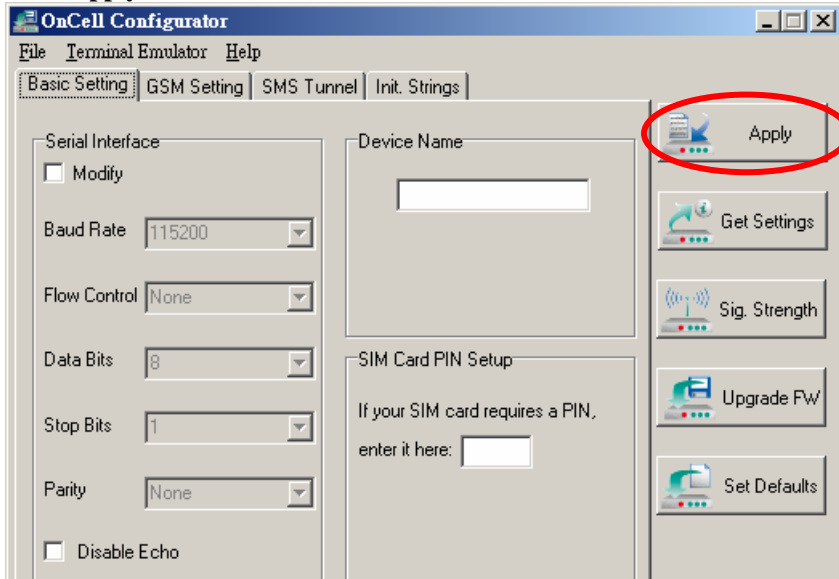 OnCell Configurator
File Terminal Emulator Help
Basic Setting GSM Setting SMS Tunnel Init. Strings
Serial Interface
Modify
Baud Rate 115200
Flow Control None
Data Bits 8
Stop Bits 1
Parity None
Disable Echo
Device Name
SIM Card PIN Setup
If your SIM card requires a PIN,
enter it here:
Apply
Get Settings
Sig. Strength
Upgrade FW
Set Defaults